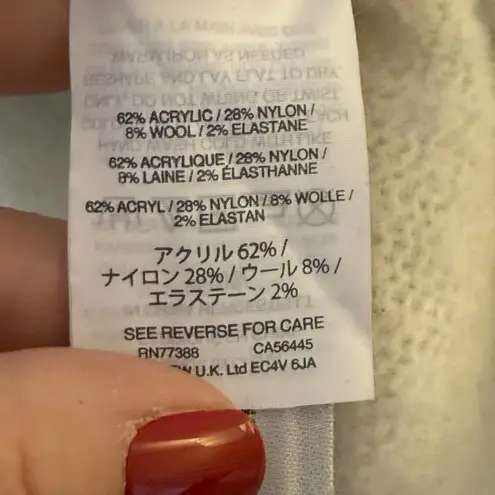 62% ACRYLIC / 28% NYLON /
8% WOOL / 2% ELASTANE
62% ACRYLIQUE / 28% NYLON /
8% LAINE / 2% ÉLASTHANNE
62% ACRYL / 28% NYLON / 8% WOLLE /
2% ELASTAN
アクリル 62% /
ナイロン 28% / ウール 8% /
エラステーン 2%
SEE REVERSE FOR CARE
RN77388 CA56445
U.K. Ltd EC4V 6JA